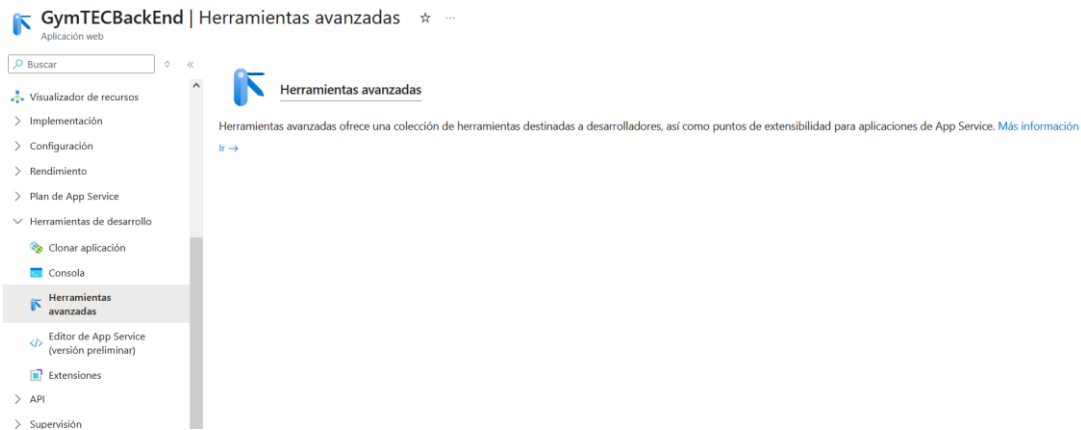 GymTECBackEnd | Herramientas avanzadas
Aplicación web
Buscar
Visualizador de recursos
Implementación
Configuración
Rendimiento
Plan de App Service
Herramientas de desarrollo
Clonar aplicación
Consola
Herramientas
avanzadas
Editor de App Service
(versión preliminar)
Extensiones
API
Supervisión
Herramientas avanzadas
Herramientas avanzadas ofrece una colección de herramientas destinadas a desarrolladores, así como puntos de extensibilidad para aplicaciones de App Service. Más información
Ir →